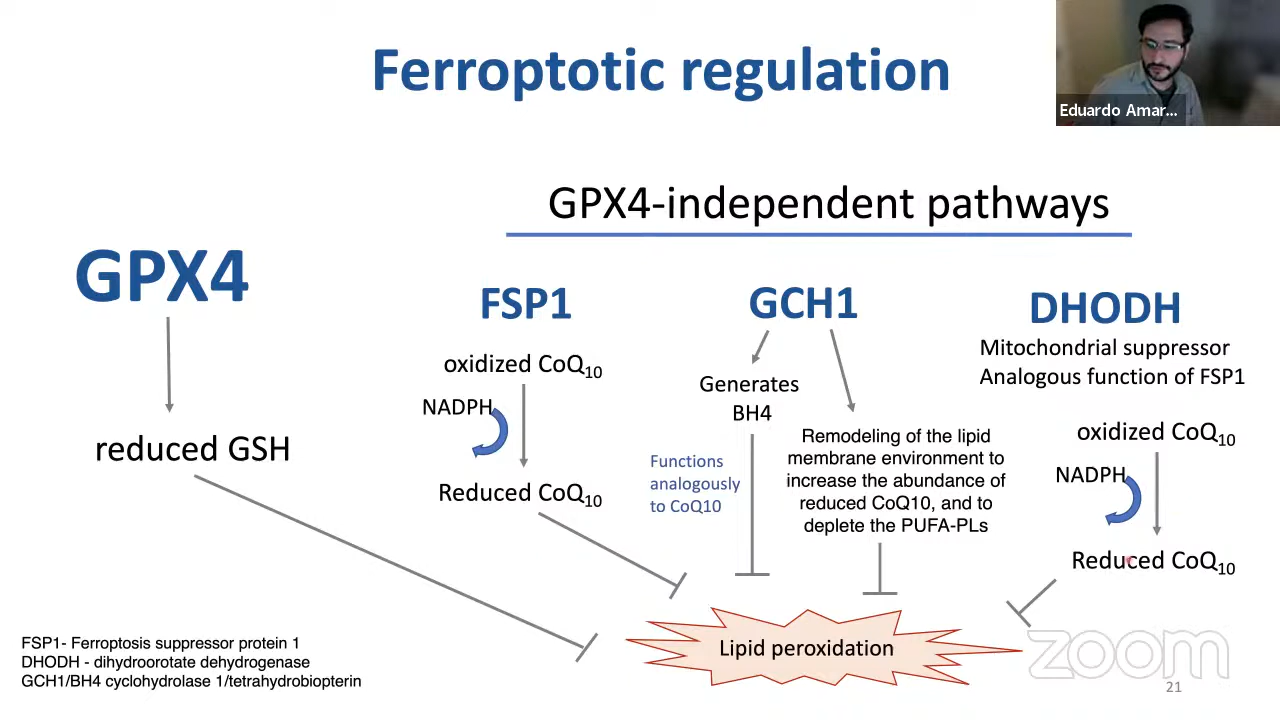 Ferroptotic regulation
Eduardo Amar...
GPX4-independent pathways
GPX4
reduced GSH
FSP1
oxidized CoQ10
NADPH
Reduced CoQ10
GCH1
Generates
BH4
Functions
analogously
to CoQ10
Remodeling of the lipid
membrane environment to
increase the abundance of
reduced CoQ10, and to
deplete the PUFA-PLs
DHODH
Mitochondrial suppressor
Analogous function of FSP1
oxidized CoQ10
NADPH
Reduced CoQ10
Lipid peroxidation
FSP1- Ferroptosis suppressor protein 1
DHODH - dihydroorotate dehydrogenase
GCH1/BH4 cyclohydrolase 1/tetrahydrobiopterin
zoom
21